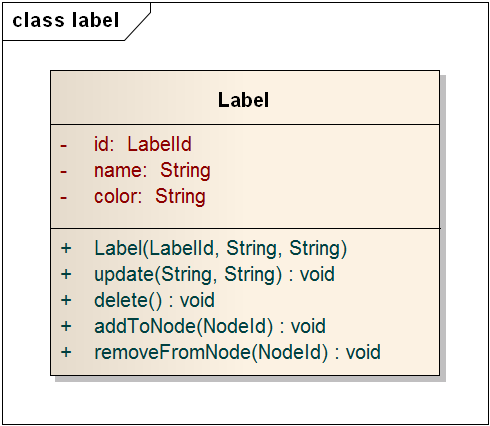 class label
Label
- id: LabelId
- name: String
- color: String
+ Label(LabelId, String, String)
+ update(String, String) : void
+ delete() : void
+ addToNode(NodeId) : void
+ removeFromNode(NodeId) : void